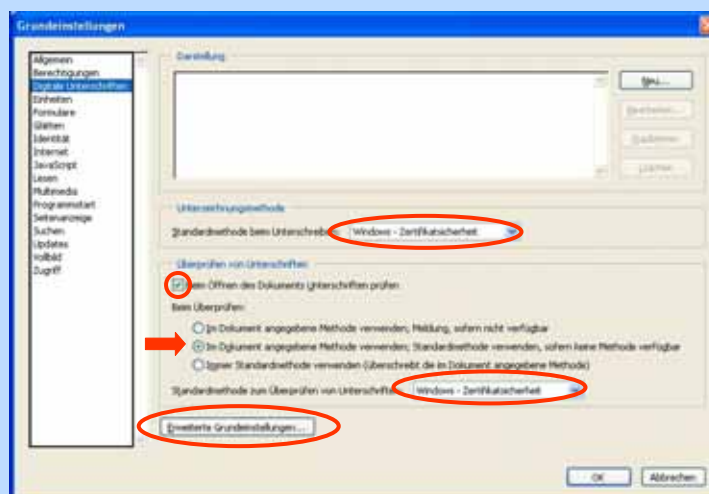 Grundeinstellungen
Allgemein
Berechtigungen
Digitale Unterschriften
Einheiten
Formulare
Glätten
Identität
Internet
JavaScript
Lesen
Multimedia
Programmstart
Seitenanzeige
Suchen
Updates
Vollbild
Zugriff
Darstellung
Neu...
Bearbeiten...
Duplizieren
Löschen
Unterzeichnungsmethode
Standardmethode beim Unterschreiben: Windows - Zertifikatsicherheit
Überprüfen von Unterschriften
Beim Öffnen des Dokuments Unterschriften prüfen
Beim Überprüfen:
Im Dokument angegebene Methode verwenden; Meldung, sofern nicht verfügbar
Im Dokument angegebene Methode verwenden; Standardmethode verwenden, sofern keine Methode verfügbar
Immer Standardmethode verwenden (überschreibt die im Dokument angegebene Methode)
Standardmethode zum Überprüfen von Unterschriften: Windows - Zertifikatsicherheit
Erweiterte Grundeinstellungen...
OK
Abbrechen